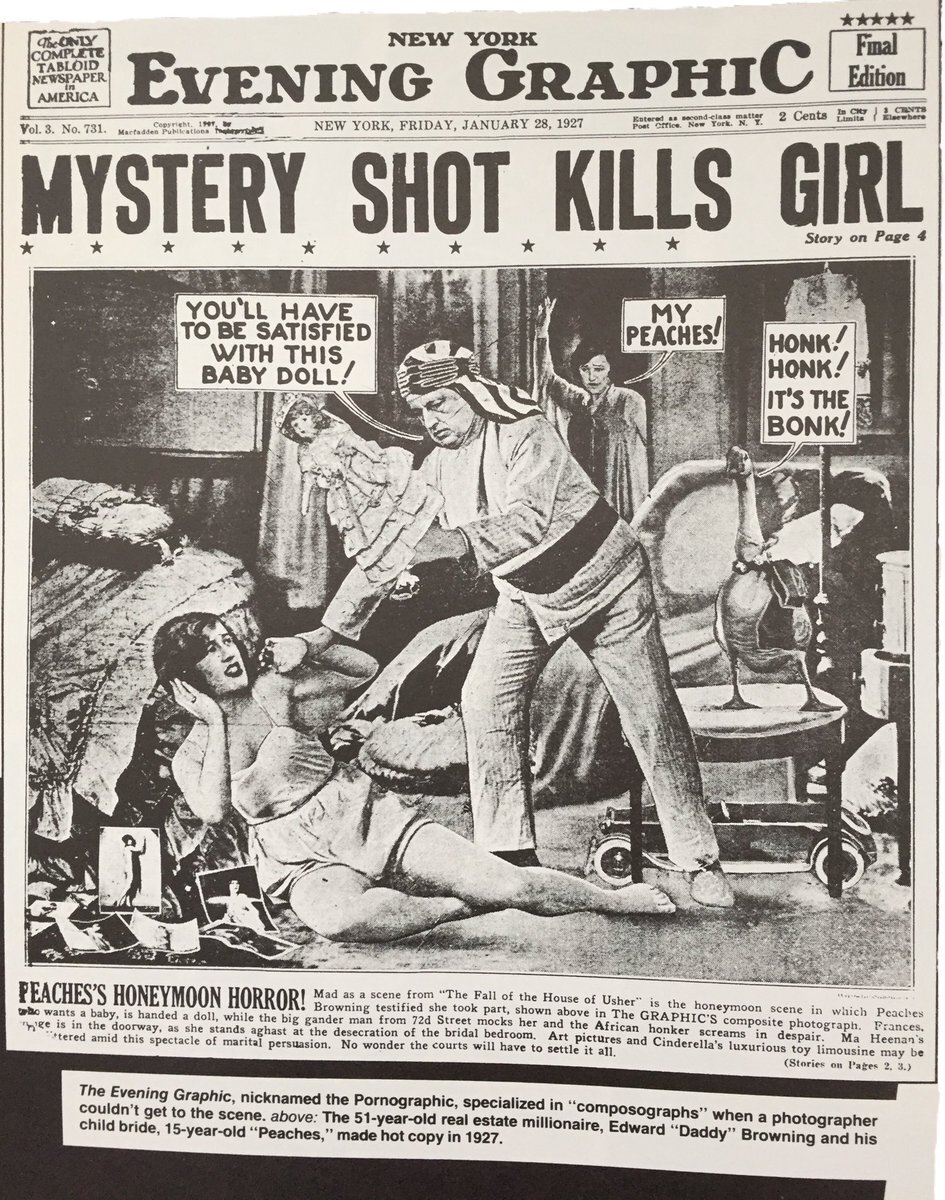 The ONLY
COMPLETE
TABLOID
NEWSPAPER
in
AMERICA
NEW YORK
EVENING GRAPHIC
★★★★★
Final
Edition
Vol. 3. No. 731.
Copyright, 1927, By
Macfadden Publications
NEW YORK, FRIDAY, JANUARY 28, 1927
Entered as second-class matter
Post Office, New York, N. Y.
2 Cents
In City
Limits
3 CENTS
Elsewhere
MYSTERY SHOT KILLS GIRL
Story on Page 4
YOU'LL HAVE
TO BE SATISFIED
WITH THIS
BABY DOLL!
MY
PEACHES!
HONK!
HONK!
IT'S THE
BONK!
PEACHES'S HONEYMOON HORROR! Mad as a scene from "The Fall of the House of Usher" is the honeymoon scene in which Peaches
Browning testified she took part, shown above in The GRAPHIC'S composite photograph. Frances,
who wants a baby, is handed a doll, while the big gander man from 72d Street mocks her and the African honker screams in despair. Ma Heenan's
is in the doorway, as she stands aghast at the desecration of the bridal bedroom. Art pictures and Cinderella's luxurious toy limousine may be
amid this spectacle of marital persuasion. No wonder the courts will have to settle it all.
(Stories on Pages 2, 3.)
The Evening Graphic, nicknamed the Pornographic, specialized in "composographs" when a photographer
couldn't get to the scene. above: The 51-year-old real estate millionaire, Edward "Daddy" Browning and his
child bride, 15-year-old "Peaches," made hot copy in 1927.